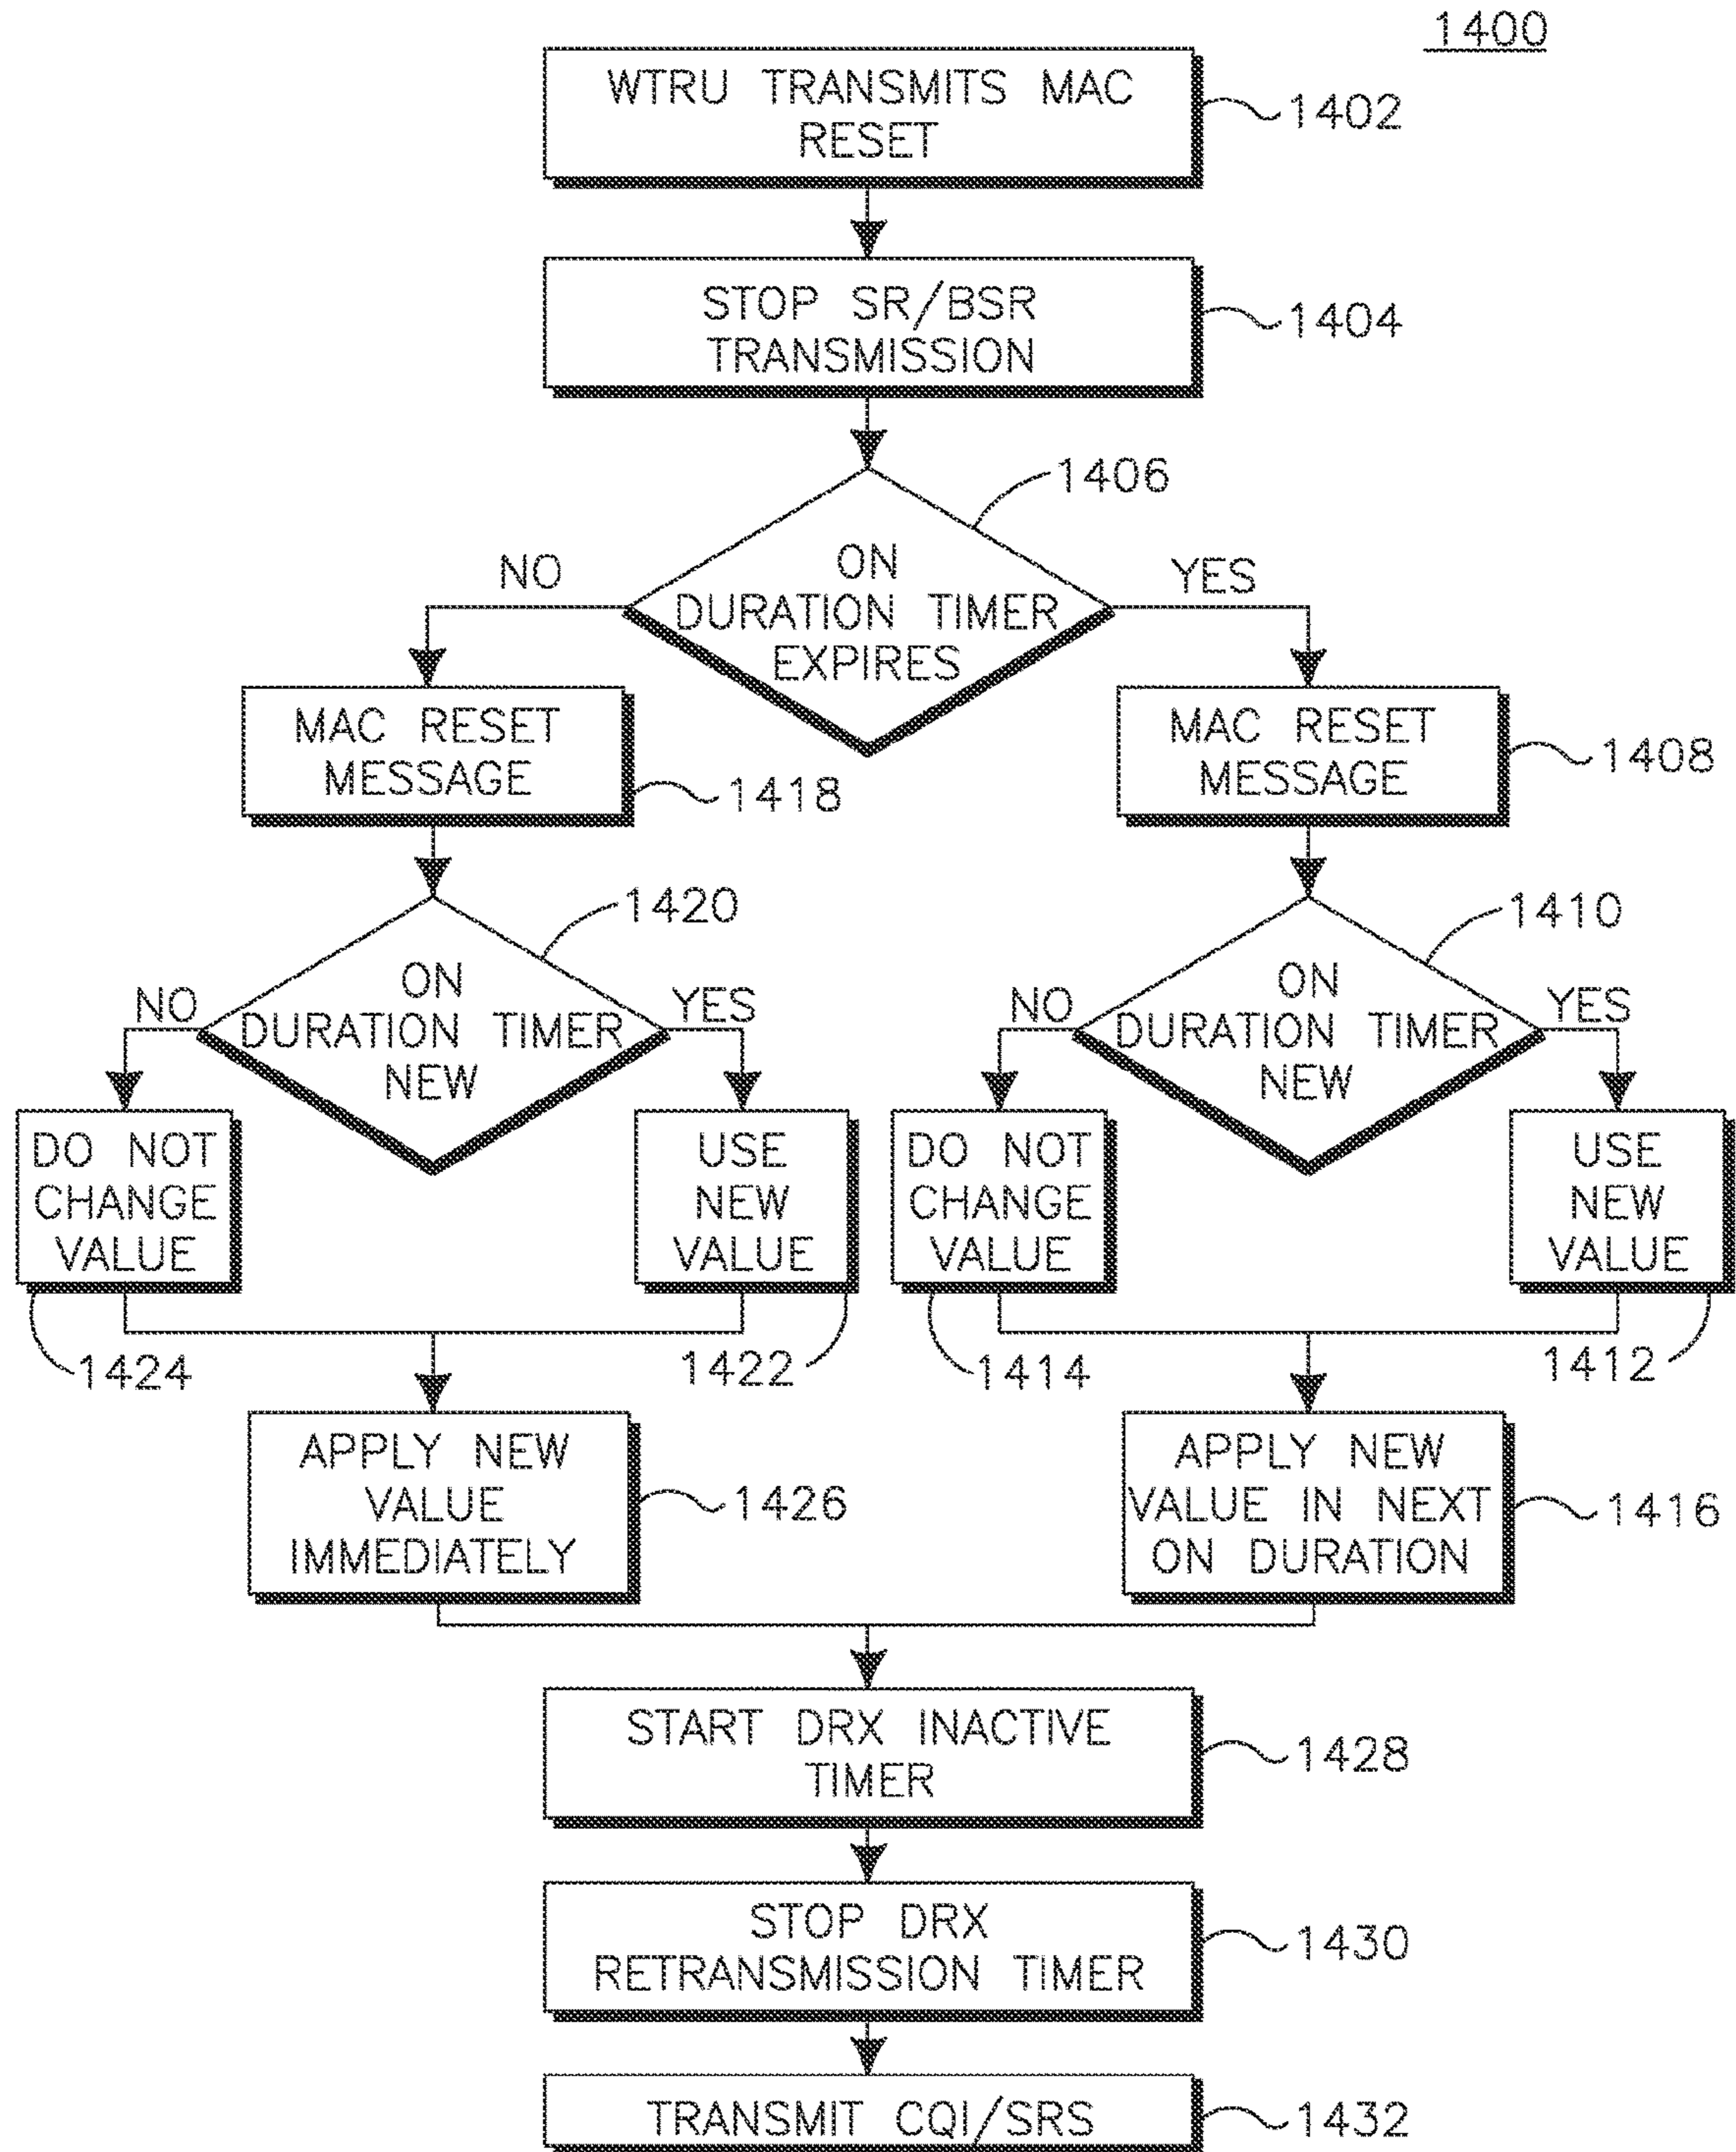 1400
WTRU TRANSMITS MAC
RESET
1402
STOP SR/BSR
TRANSMISSION
1404
1406
ON
DURATION TIMER
EXPIRES
NO
YES
MAC RESET
MESSAGE
1418
MAC RESET
MESSAGE
1408
1420
ON
DURATION TIMER
NEW
NO
YES
1410
ON
DURATION TIMER
NEW
NO
YES
DO NOT
CHANGE
VALUE
USE
NEW
VALUE
DO NOT
CHANGE
VALUE
USE
NEW
VALUE
1424
1422
1414
1412
APPLY NEW
VALUE
IMMEDIATELY
1426
APPLY NEW
VALUE IN NEXT
ON DURATION
1416
START DRX INACTIVE
TIMER
1428
STOP DRX
RETRANSMISSION TIMER
1430
TRANSMIT CQI/SRS
1432